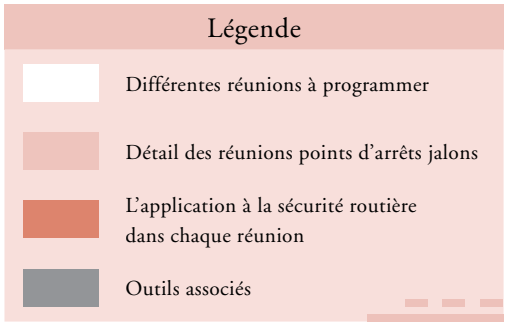 Légende
Différentes réunions à programmer
Détail des réunions points d'arrêts jalons
L'application à la sécurité routière
dans chaque réunion
Outils associés